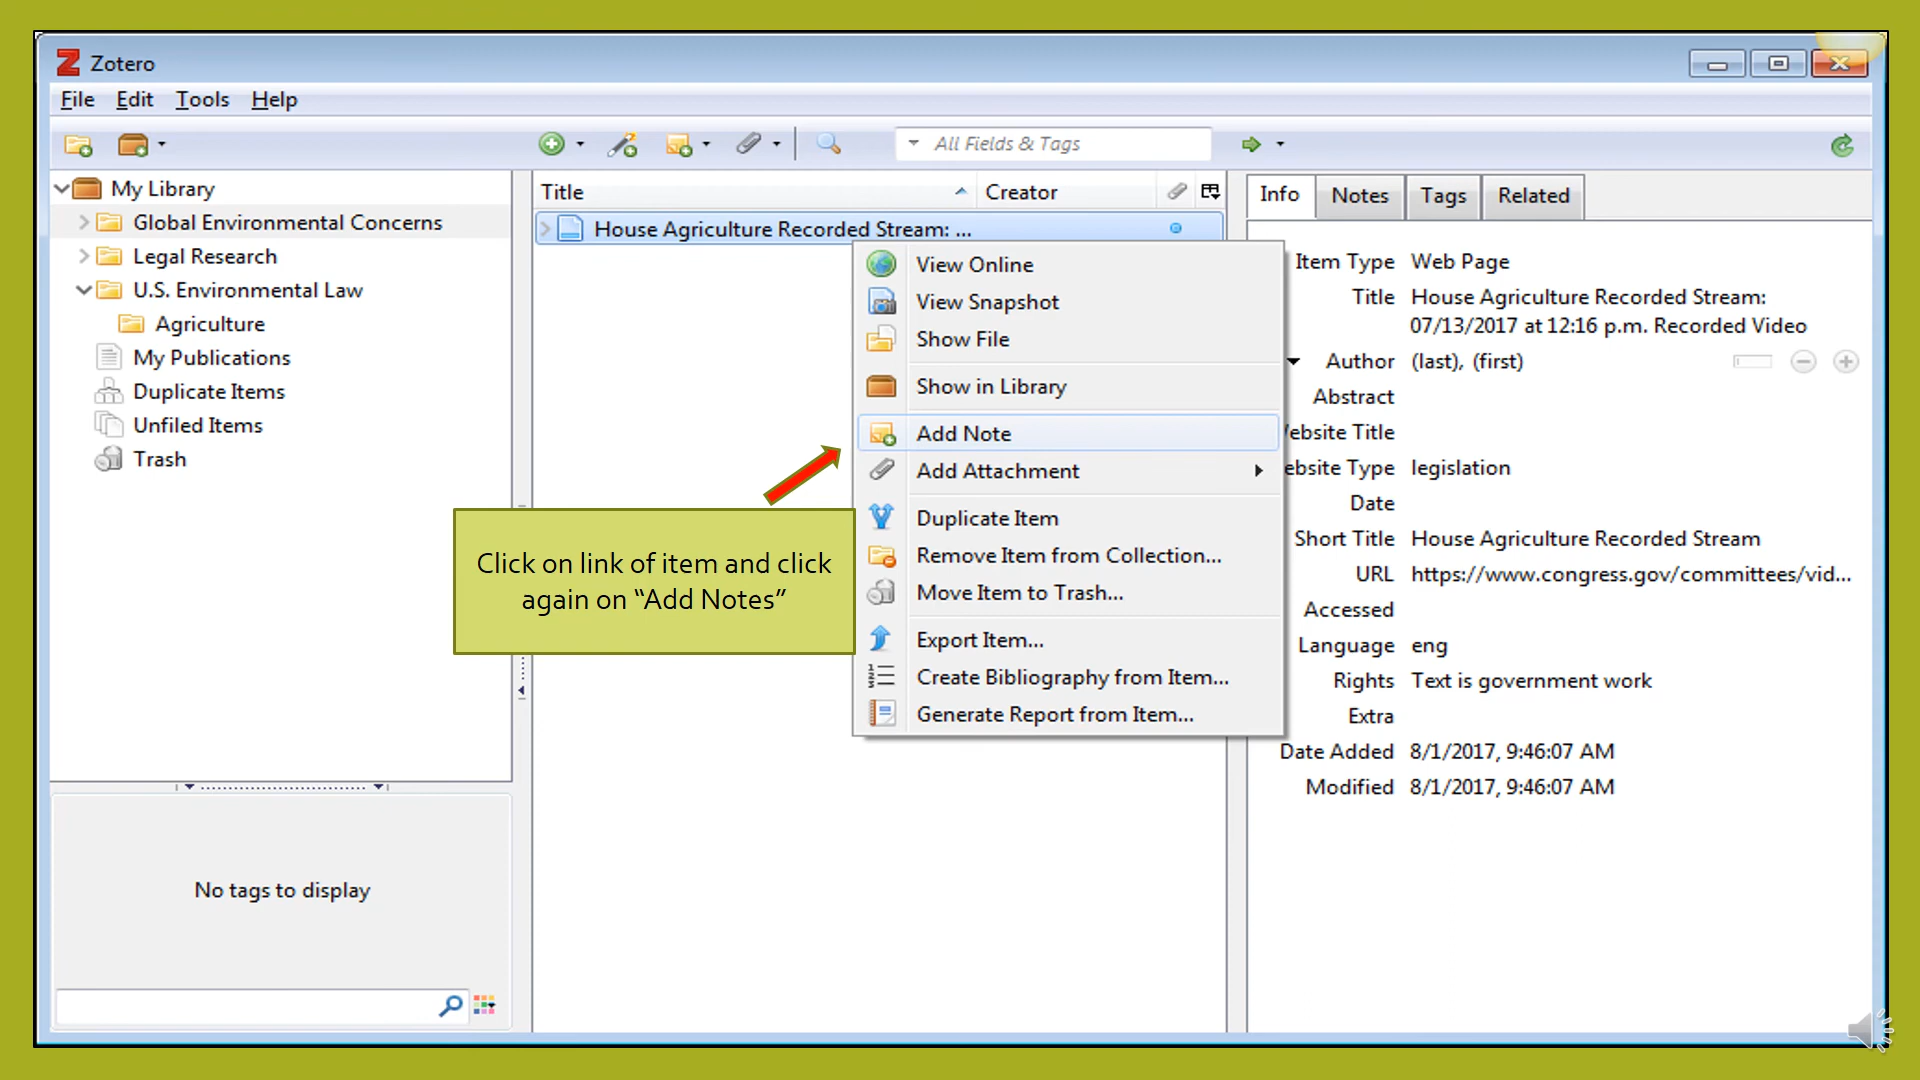 Zotero
File Edit Tools Help
All Fields & Tags
My Library
Global Environmental Concerns
Legal Research
U.S. Environmental Law
Agriculture
My Publications
Duplicate Items
Unfiled Items
Trash
No tags to display
Title Creator
House Agriculture Recorded Stream: ...
View Online
View Snapshot
Show File
Show in Library
Add Note
Add Attachment
Duplicate Item
Remove Item from Collection...
Move Item to Trash...
Export Item...
Create Bibliography from Item...
Generate Report from Item...
Click on link of item and click
again on “Add Notes”
Info Notes Tags Related
Item Type Web Page
Title House Agriculture Recorded Stream:
07/13/2017 at 12:16 p.m. Recorded Video
Author (last), (first)
Abstract
ebsite Title
ebsite Type legislation
Date
Short Title House Agriculture Recorded Stream
URL https://www.congress.gov/committees/vid...
Accessed
Language eng
Rights Text is government work
Extra
Date Added 8/1/2017, 9:46:07 AM
Modified 8/1/2017, 9:46:07 AM